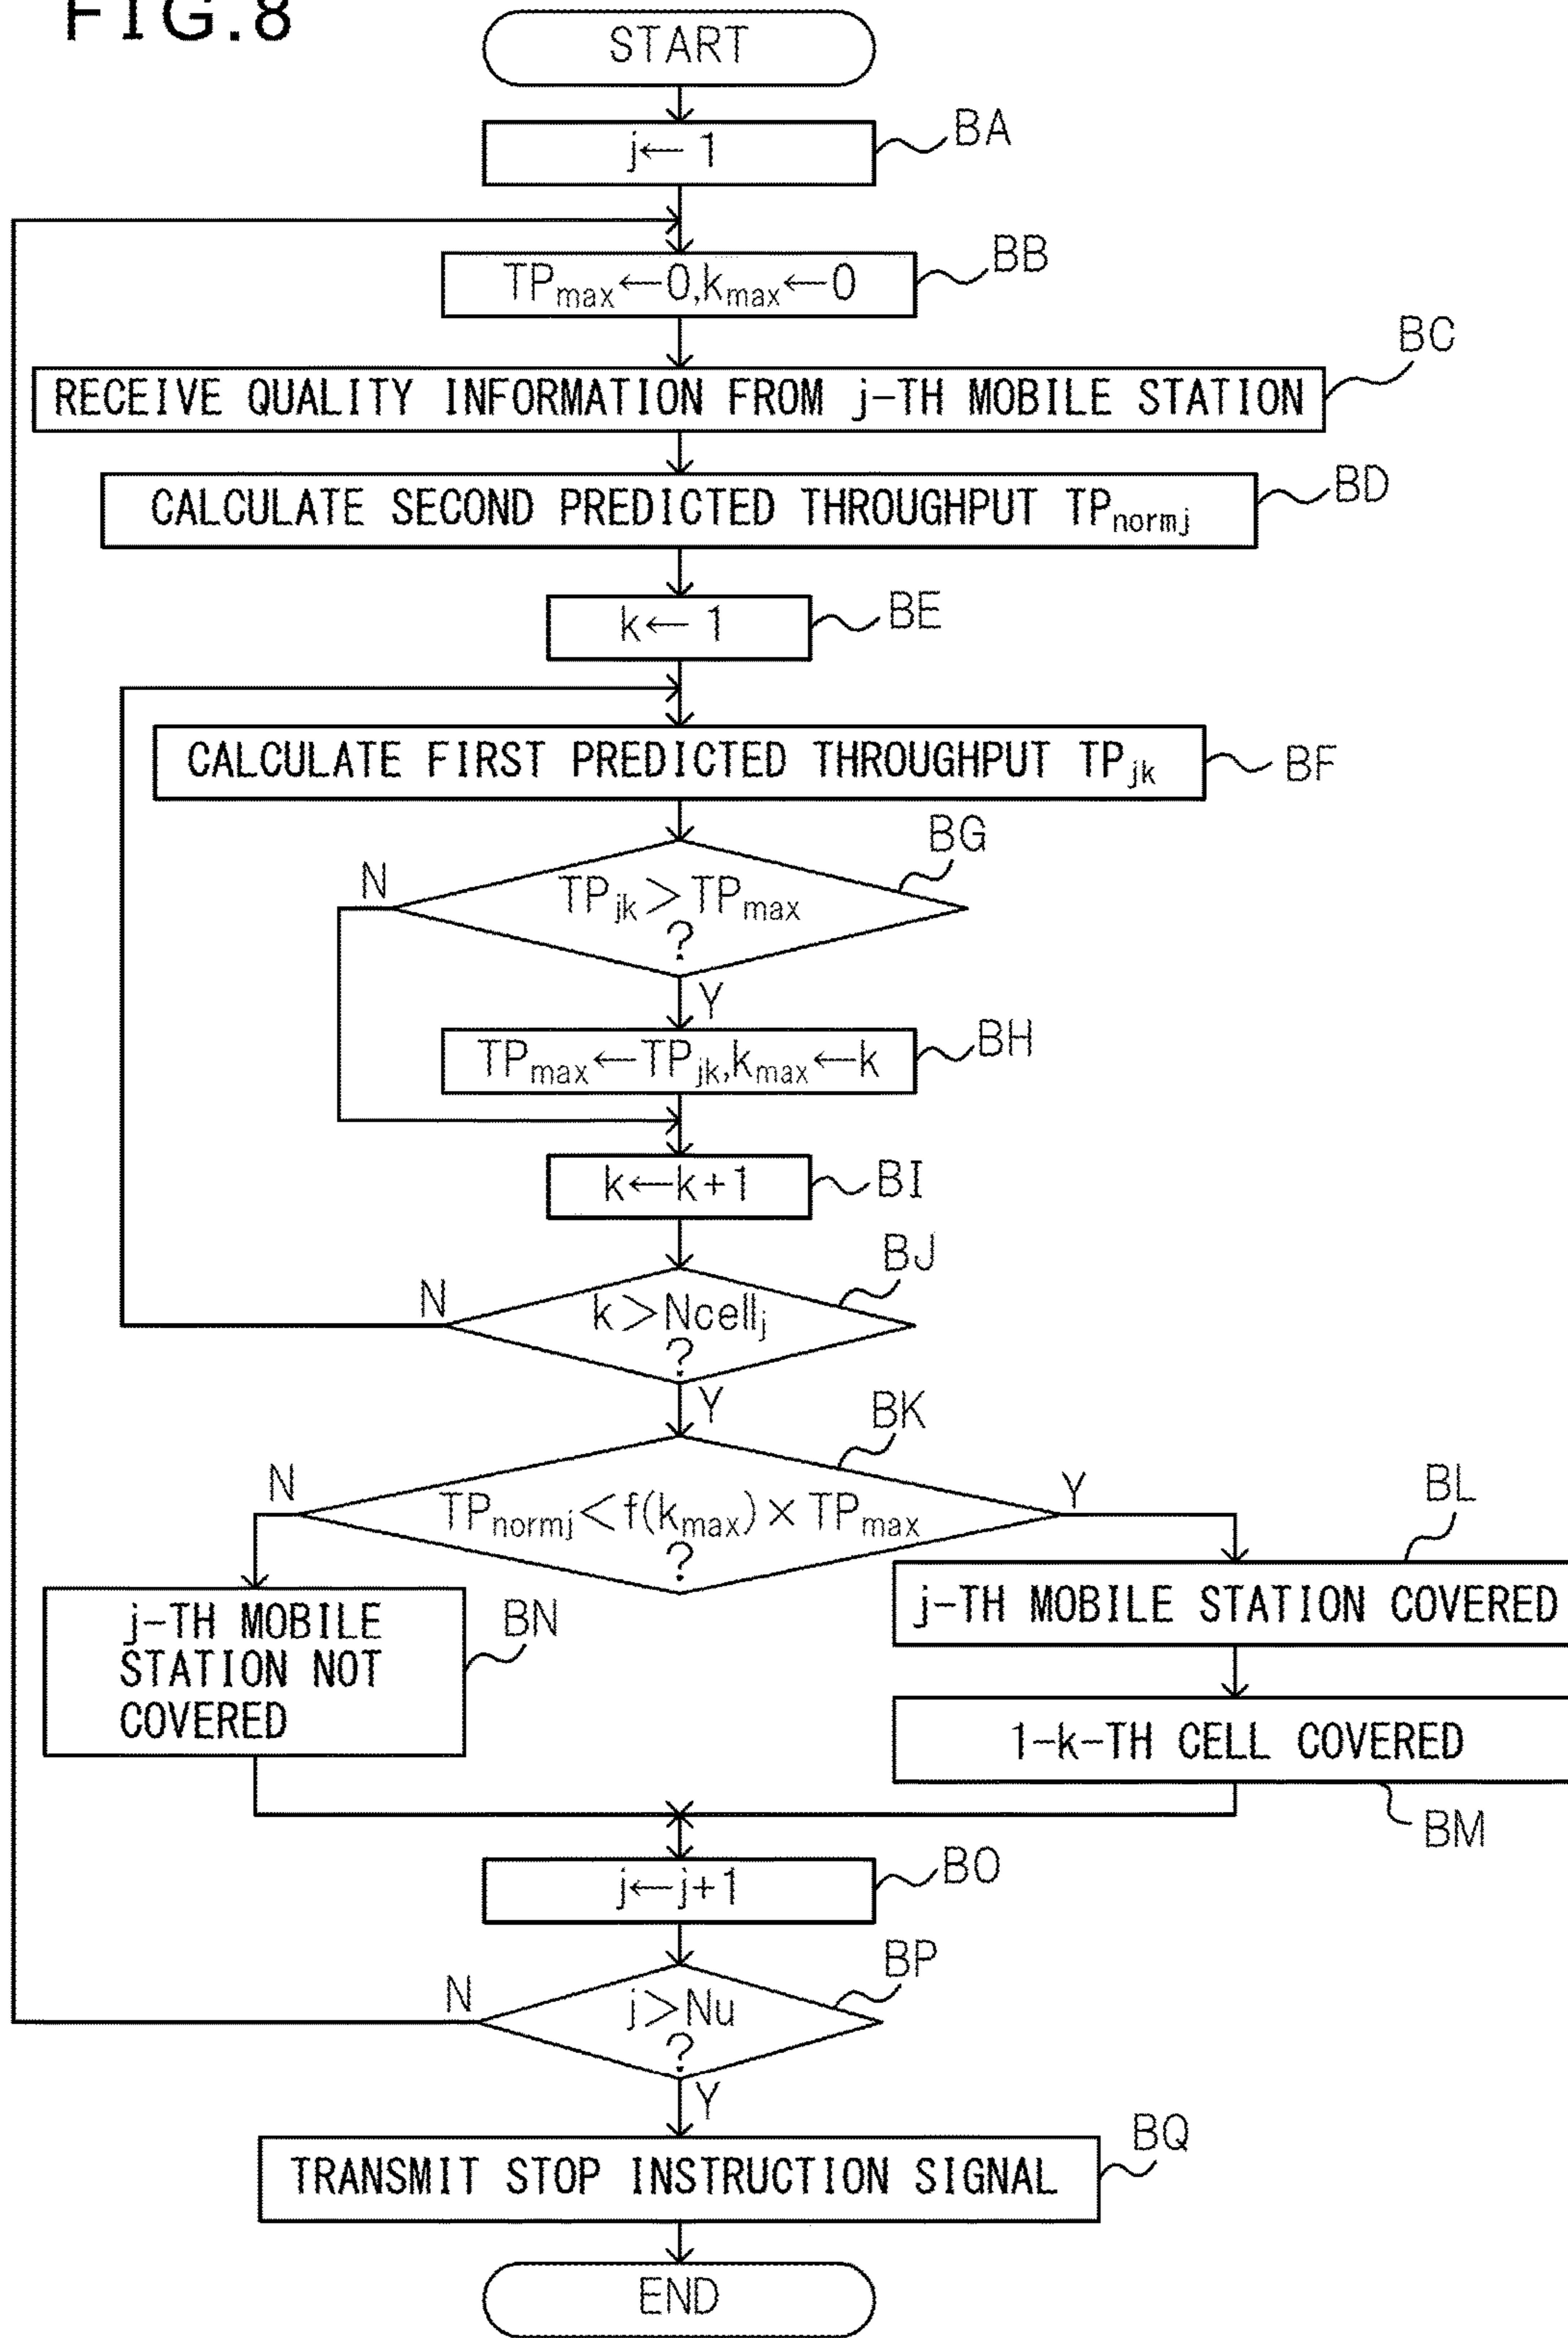 FIG.8
START
j←1
BA
TPmax←0,kmax←0
BB
RECEIVE QUALITY INFORMATION FROM j-TH MOBILE STATION
BC
CALCULATE SECOND PREDICTED THROUGHPUT TPnormj
BD
k←1
BE
CALCULATE FIRST PREDICTED THROUGHPUT TPjk
BF
BG
N
TPjk>TPmax
?
Y
TPmax←TPjk,kmax←k
BH
k←k+1
BI
BJ
N
k>Ncellj
?
Y
BK
N
TPnormj<f(kmax)×TPmax
?
Y
BL
j-TH MOBILE STATION COVERED
j-TH MOBILE
STATION NOT
COVERED
BN
1-k-TH CELL COVERED
BM
j←j+1
BO
BP
N
j>Nu
?
Y
TRANSMIT STOP INSTRUCTION SIGNAL
BQ
END